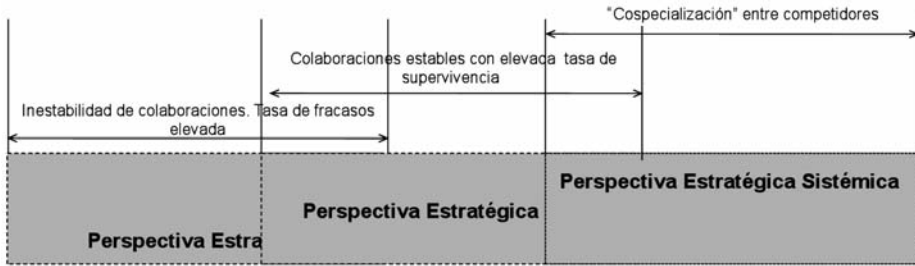 "Cospecialización" entre competidores
Colaboraciones estables con elevada tasa de
supervivencia
Inestabilidad de colaboraciones. Tasa de fracasos
elevada
Perspectiva Estratégica Sistémica
Perspectiva Estratégica
Perspectiva Estra